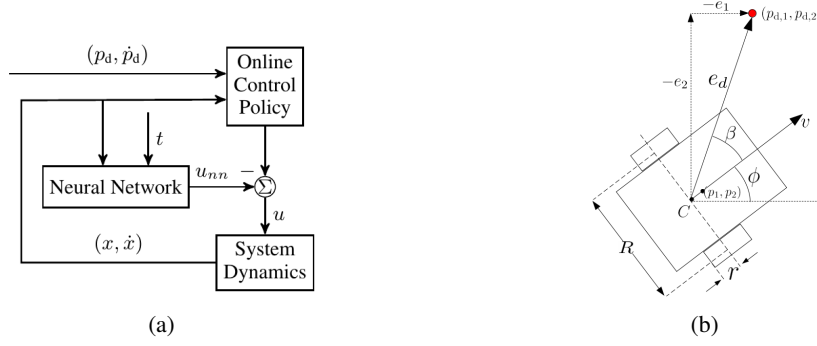 (p_d, ṗ_d)
Online
Control
Policy
t
Neural Network
u_nn
−
Σ
u
(x, ẋ)
System
Dynamics
(a)
−e_1
(p_d,1, p_d,2
−e_2
e_d
v
β
ϕ
(p_1, p_2)
C
R
r
(b)